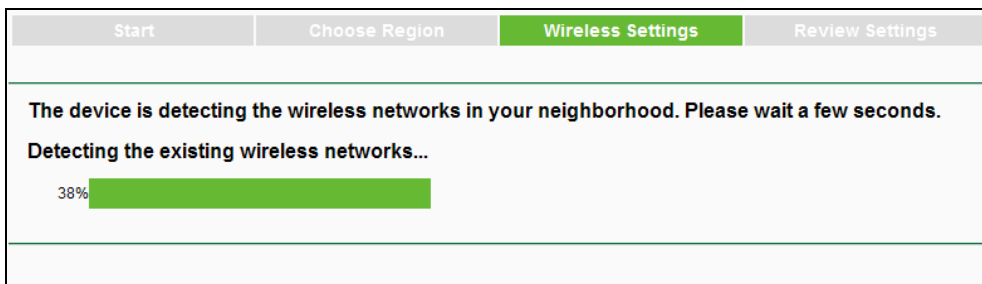 Start Choose Region Wireless Settings Review Settings
The device is detecting the wireless networks in your neighborhood. Please wait a few seconds.
Detecting the existing wireless networks...
38%